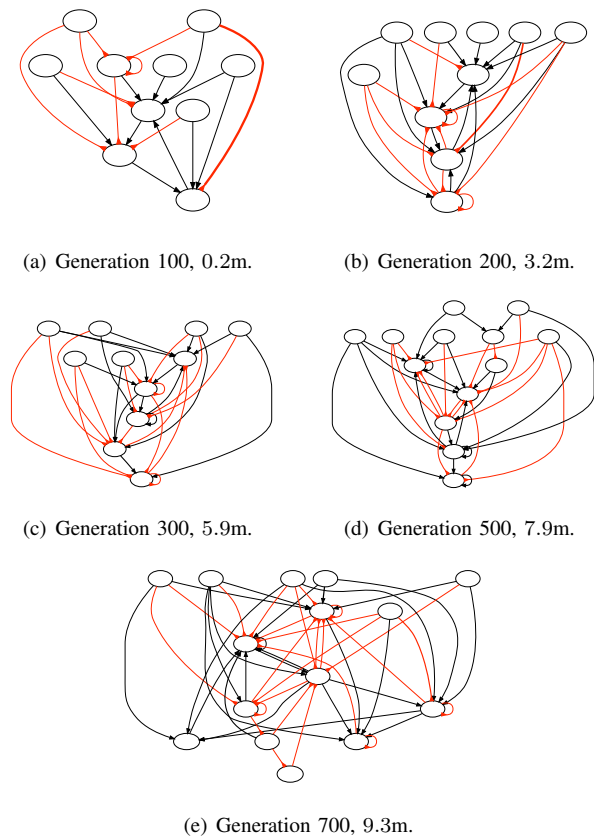 (a) Generation 100, 0.2m.
(b) Generation 200, 3.2m.
(c) Generation 300, 5.9m.
(d) Generation 500, 7.9m.
(e) Generation 700, 9.3m.